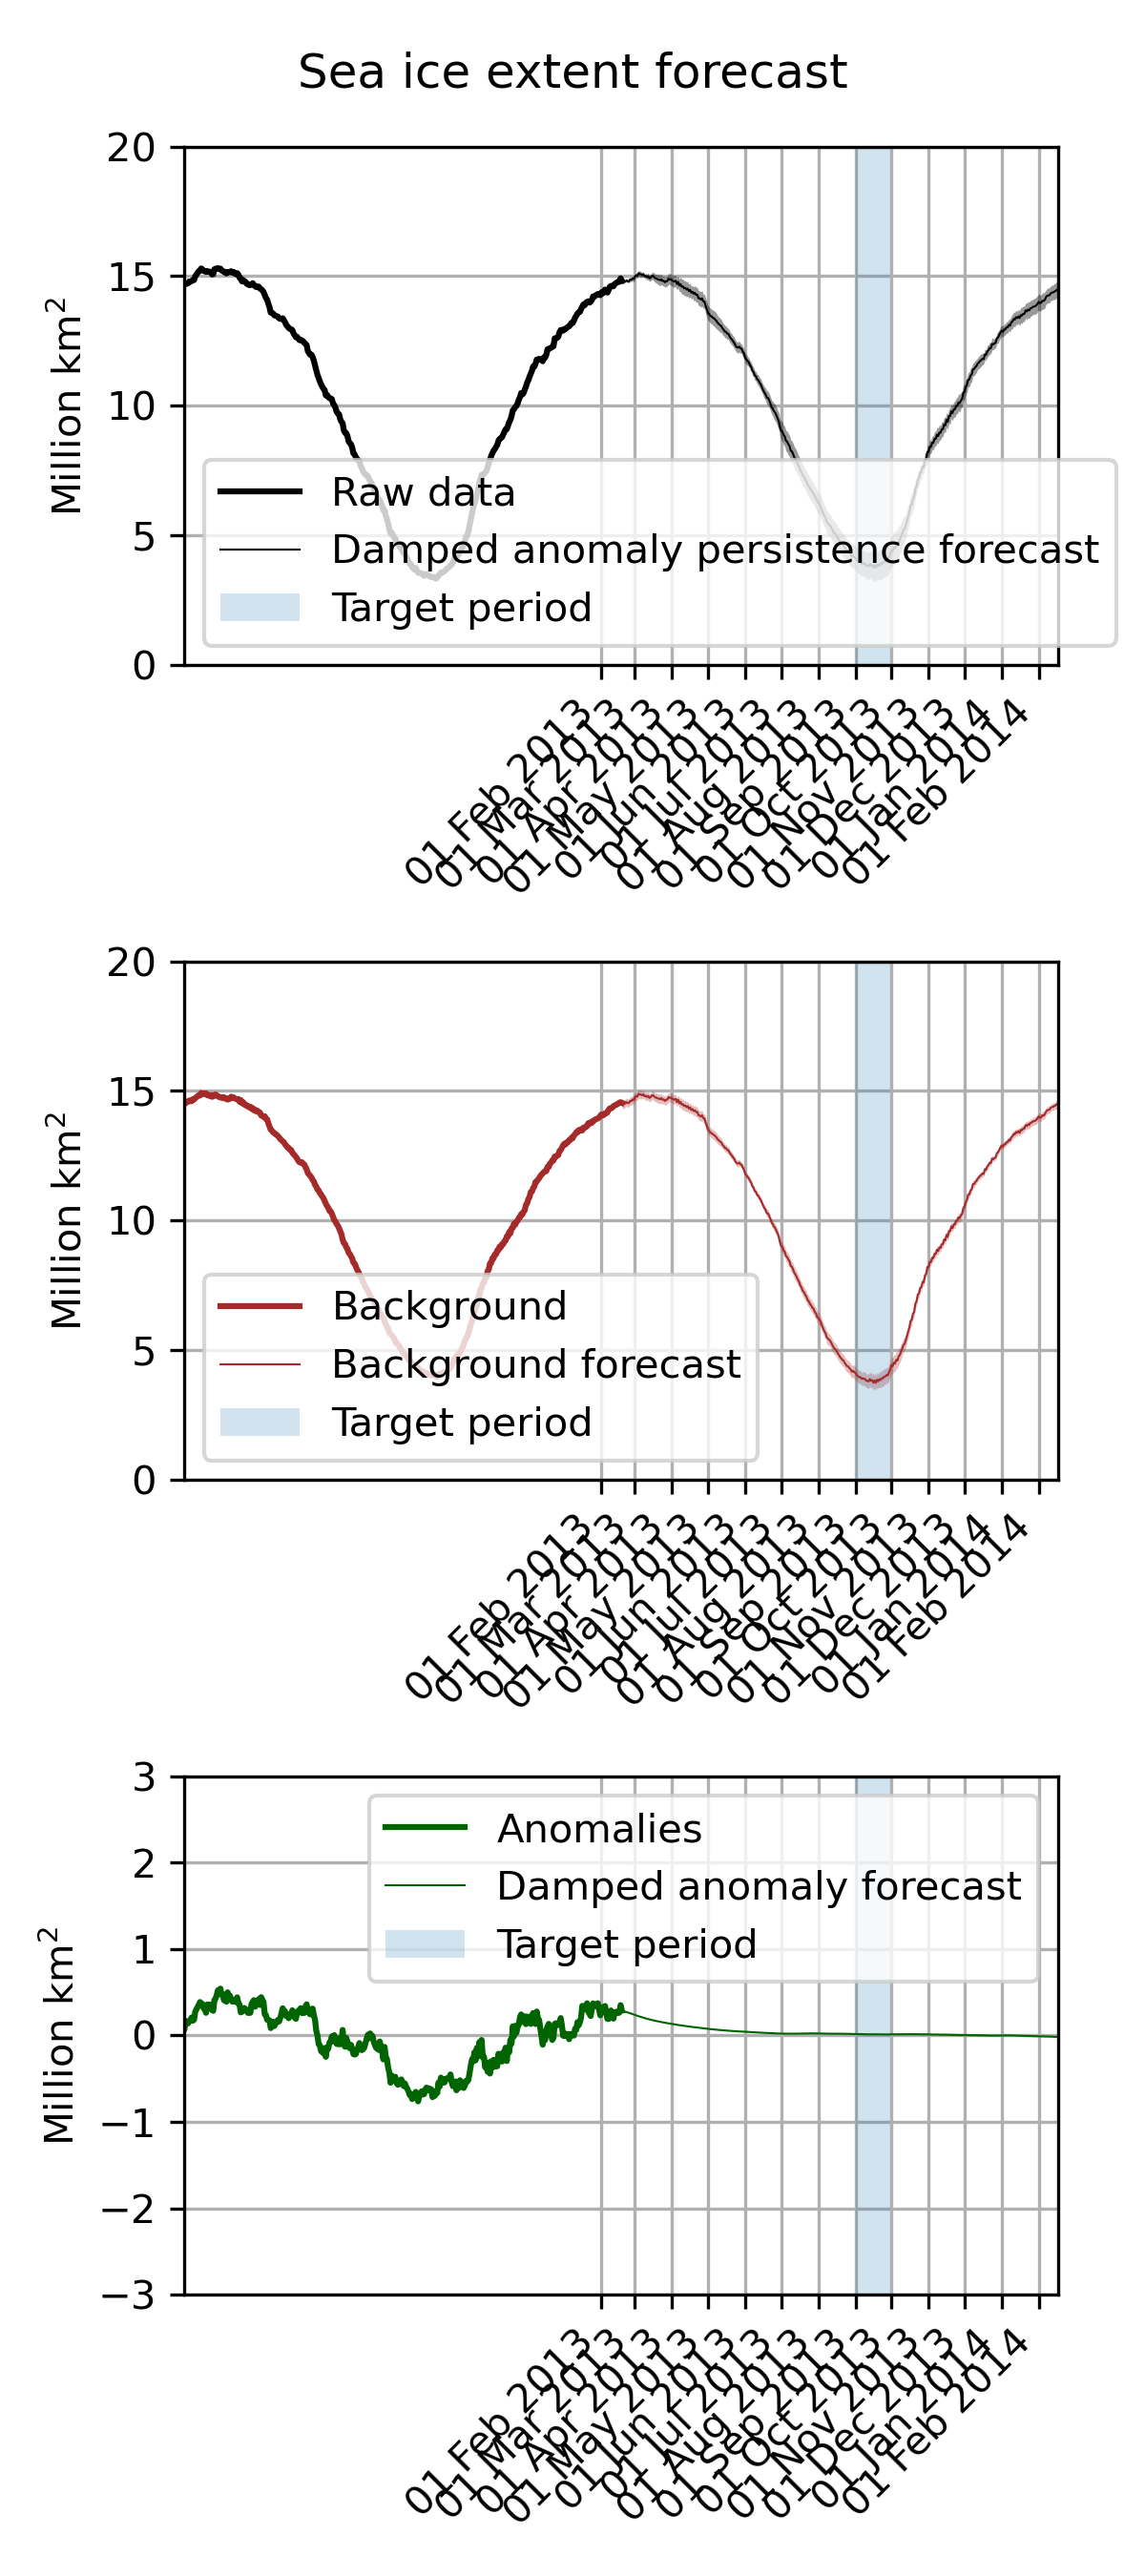 Sea ice extent forecast
20
15
10
5
0
Million km²
Raw data
Damped anomaly persistence forecast
Target period
01 Feb 2013
01 Mar 2013
01 Apr 2013
01 May 2013
01 Jun 2013
01 Jul 2013
01 Aug 2013
01 Sep 2013
01 Oct 2013
01 Nov 2013
01 Dec 2013
01 Jan 2014
01 Feb 2014
20
15
10
5
0
Million km²
Background
Background forecast
Target period
01 Feb 2013
01 Mar 2013
01 Apr 2013
01 May 2013
01 Jun 2013
01 Jul 2013
01 Aug 2013
01 Sep 2013
01 Oct 2013
01 Nov 2013
01 Dec 2013
01 Jan 2014
01 Feb 2014
3
2
1
0
−1
−2
−3
Million km²
Anomalies
Damped anomaly forecast
Target period
01 Feb 2013
01 Mar 2013
01 Apr 2013
01 May 2013
01 Jun 2013
01 Jul 2013
01 Aug 2013
01 Sep 2013
01 Oct 2013
01 Nov 2013
01 Dec 2013
01 Jan 2014
01 Feb 2014